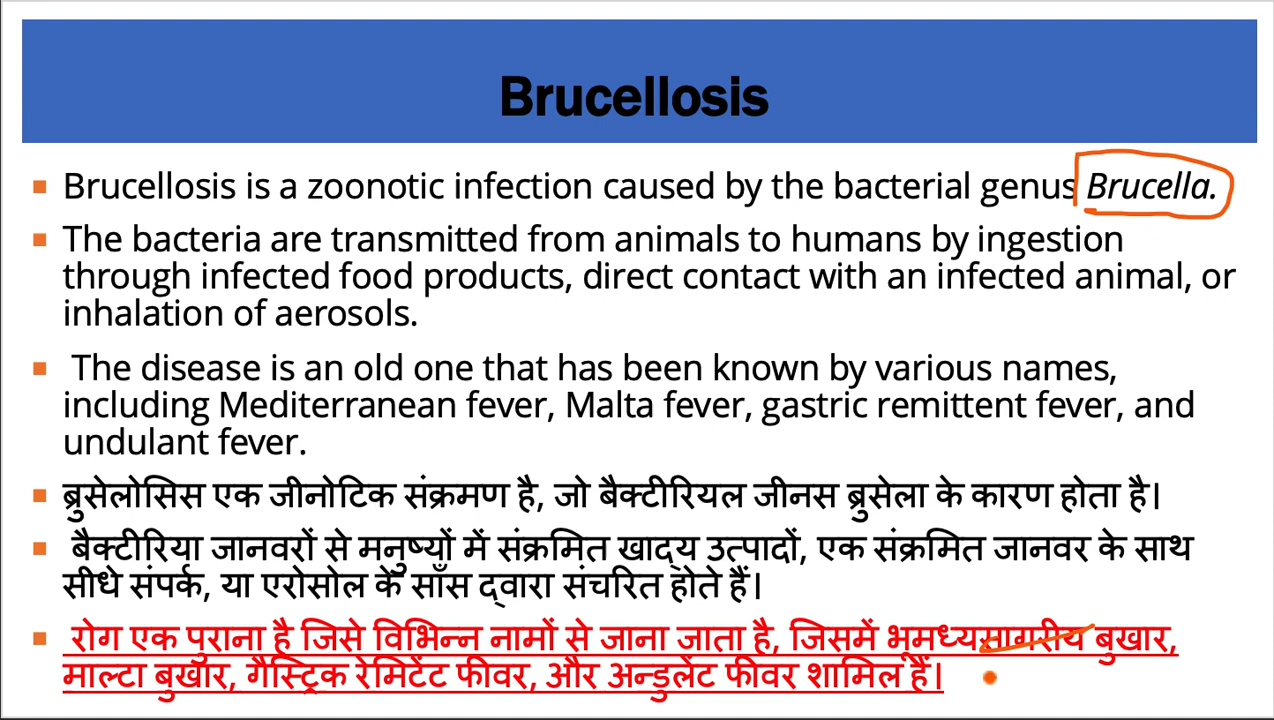 Brucellosis
Brucellosis is a zoonotic infection caused by the bacterial genus Brucella.
The bacteria are transmitted from animals to humans by ingestion
through infected food products, direct contact with an infected animal, or
inhalation of aerosols.
The disease is an old one that has been known by various names,
including Mediterranean fever, Malta fever, gastric remittent fever, and
undulant fever.
ब्रुसेलोसिस एक जीनोटिक संक्रमण है, जो बैक्टीरियल जीनस ब्रुसेला के कारण होता है।
बैक्टीरिया जानवरों से मनुष्यों में संक्रमित खाद्य उत्पादों, एक संक्रमित जानवर के साथ
सीधे संपर्क, या एरोसोल के साँस द्वारा संचरित होते हैं।
रोग एक पुराना है जिसे विभिन्न नामों से जाना जाता है, जिसमें भूमध्यसागरीय बुखार,
माल्टा बुखार, गैस्ट्रिक रेमिटेंट फीवर, और अन्डुलेंट फीवर शामिल हैं।